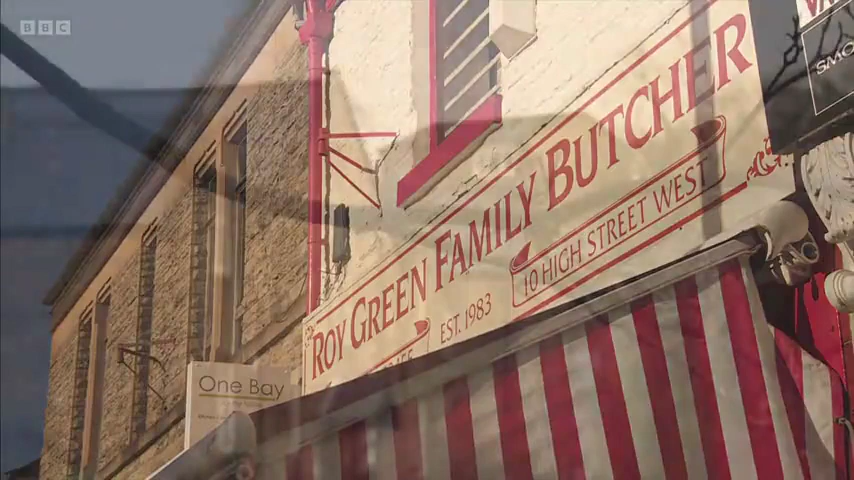 BBC
ROY GREEN FAMILY BUTCHER
EST. 1983
10 HIGH STREET WEST
One Bay